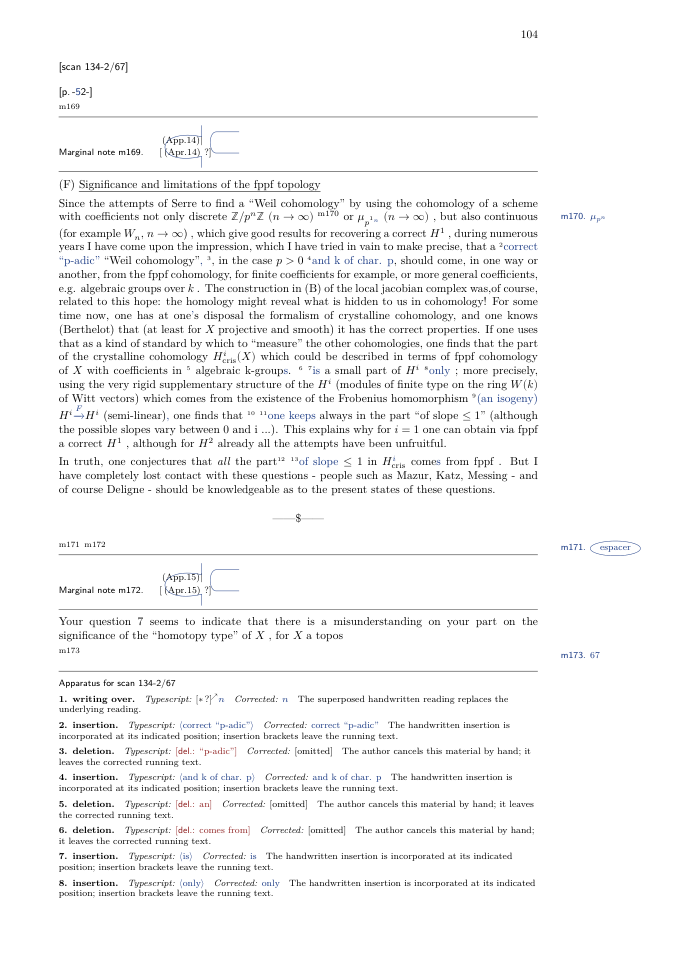 104
[scan 134-2/67]
[p. -52-]
m169
(App.14)
Marginal note m169. [ (Apr.14) ?]
(F) Significance and limitations of the fppf topology
Since the attempts of Serre to find a “Weil cohomology” by using the cohomology of a scheme
with coefficients not only discrete ℤ/pⁿℤ (n → ∞) m170 or μ_{p^{1_n}} (n → ∞) , but also continuous
m170. μ_{pⁿ}
(for example Wₙ, n → ∞) , which give good results for recovering a correct H¹ , during numerous
years I have come upon the impression, which I have tried in vain to make precise, that a ²correct
“p-adic” “Weil cohomology”, ³, in the case p > 0 ⁴and k of char. p, should come, in one way or
another, from the fppf cohomology, for finite coefficients for example, or more general coefficients,
e.g. algebraic groups over k . The construction in (B) of the local jacobian complex was,of course,
related to this hope: the homology might reveal what is hidden to us in cohomology! For some
time now, one has at one’s disposal the formalism of crystalline cohomology, and one knows
(Berthelot) that (at least for X projective and smooth) it has the correct properties. If one uses
that as a kind of standard by which to “measure” the other cohomologies, one finds that the part
of the crystalline cohomology Hⁱ_cris(X) which could be described in terms of fppf cohomology
of X with coefficients in ⁵ algebraic k-groups. ⁶ ⁷is a small part of Hⁱ ⁸only ; more precisely,
using the very rigid supplementary structure of the Hⁱ (modules of finite type on the ring W(k)
of Witt vectors) which comes from the existence of the Frobenius homomorphism ⁹(an isogeny)
Hⁱ →^F Hⁱ (semi-linear), one finds that ¹⁰ ¹¹one keeps always in the part “of slope ≤ 1” (although
the possible slopes vary between 0 and i ...). This explains why for i = 1 one can obtain via fppf
a correct H¹ , although for H² already all the attempts have been unfruitful.
In truth, one conjectures that all the part¹² ¹³of slope ≤ 1 in Hⁱ_cris comes from fppf . But I
have completely lost contact with these questions - people such as Mazur, Katz, Messing - and
of course Deligne - should be knowledgeable as to the present states of these questions.
——$——
m171 m172
m171. espacer
(App.15)
Marginal note m172. [ (Apr.15) ?]
Your question 7 seems to indicate that there is a misunderstanding on your part on the
significance of the “homotopy type” of X , for X a topos
m173
m173. 67
Apparatus for scan 134-2/67
1. writing over. Typescript: [∗ ?]↗n Corrected: n The superposed handwritten reading replaces the
underlying reading.
2. insertion. Typescript: ⟨correct “p-adic”⟩ Corrected: correct “p-adic” The handwritten insertion is
incorporated at its indicated position; insertion brackets leave the running text.
3. deletion. Typescript: [del.: “p-adic”] Corrected: [omitted] The author cancels this material by hand; it
leaves the corrected running text.
4. insertion. Typescript: ⟨and k of char. p⟩ Corrected: and k of char. p The handwritten insertion is
incorporated at its indicated position; insertion brackets leave the running text.
5. deletion. Typescript: [del.: an] Corrected: [omitted] The author cancels this material by hand; it leaves
the corrected running text.
6. deletion. Typescript: [del.: comes from] Corrected: [omitted] The author cancels this material by hand;
it leaves the corrected running text.
7. insertion. Typescript: ⟨is⟩ Corrected: is The handwritten insertion is incorporated at its indicated
position; insertion brackets leave the running text.
8. insertion. Typescript: ⟨only⟩ Corrected: only The handwritten insertion is incorporated at its indicated
position; insertion brackets leave the running text.